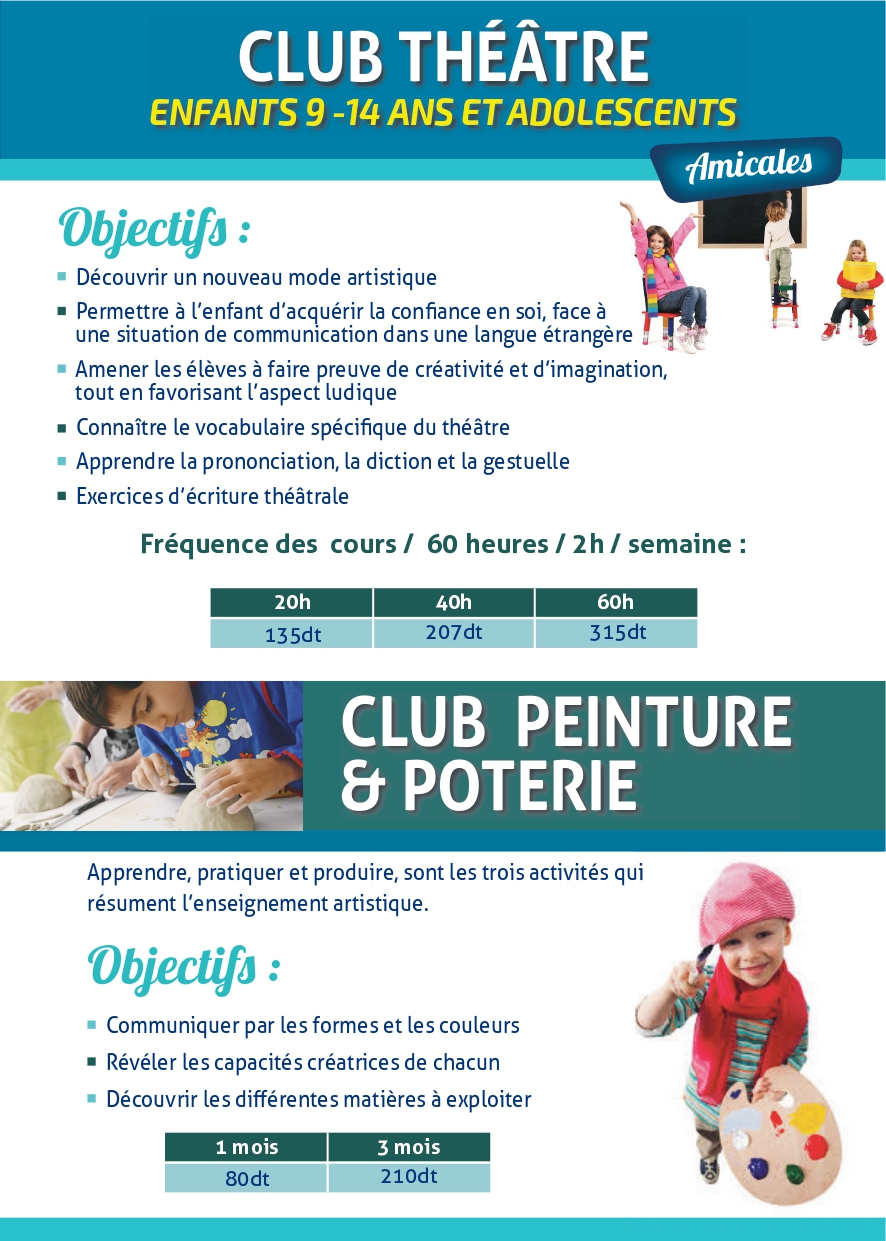 CLUB THÉÂTRE
ENFANTS 9 -14 ANS ET ADOLESCENTS
Amicales
Objectifs :
Découvrir un nouveau mode artistique
Permettre à l’enfant d’acquérir la confiance en soi, face à
une situation de communication dans une langue étrangère
Amener les élèves à faire preuve de créativité et d’imagination,
tout en favorisant l’aspect ludique
Connaître le vocabulaire spécifique du théâtre
Apprendre la prononciation, la diction et la gestuelle
Exercices d’écriture théâtrale
Fréquence des cours / 60 heures / 2h / semaine :
20h 40h 60h
135dt 207dt 315dt
CLUB PEINTURE
& POTERIE
Apprendre, pratiquer et produire, sont les trois activités qui
résument l’enseignement artistique.
Objectifs :
Communiquer par les formes et les couleurs
Révéler les capacités créatrices de chacun
Découvrir les différentes matières à exploiter
1 mois 3 mois
80dt 210dt